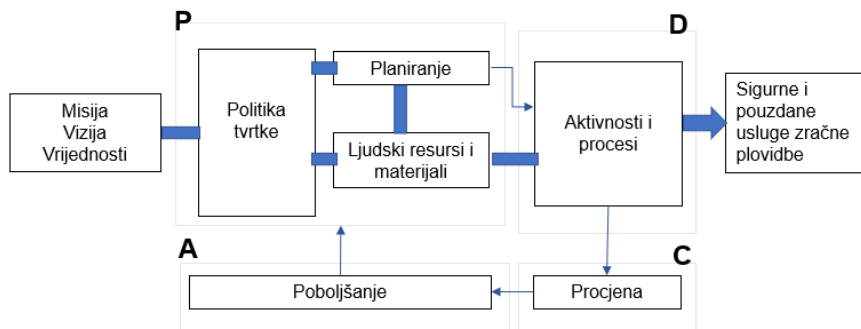 P
D
Misija
Vizija
Vrijednosti
Politika
tvrtke
Planiranje
Ljudski resursi i
materijali
Aktivnosti i
procesi
Sigurne i
pouzdane
usluge zračne
plovidbe
A
C
Poboljšanje
Procjena